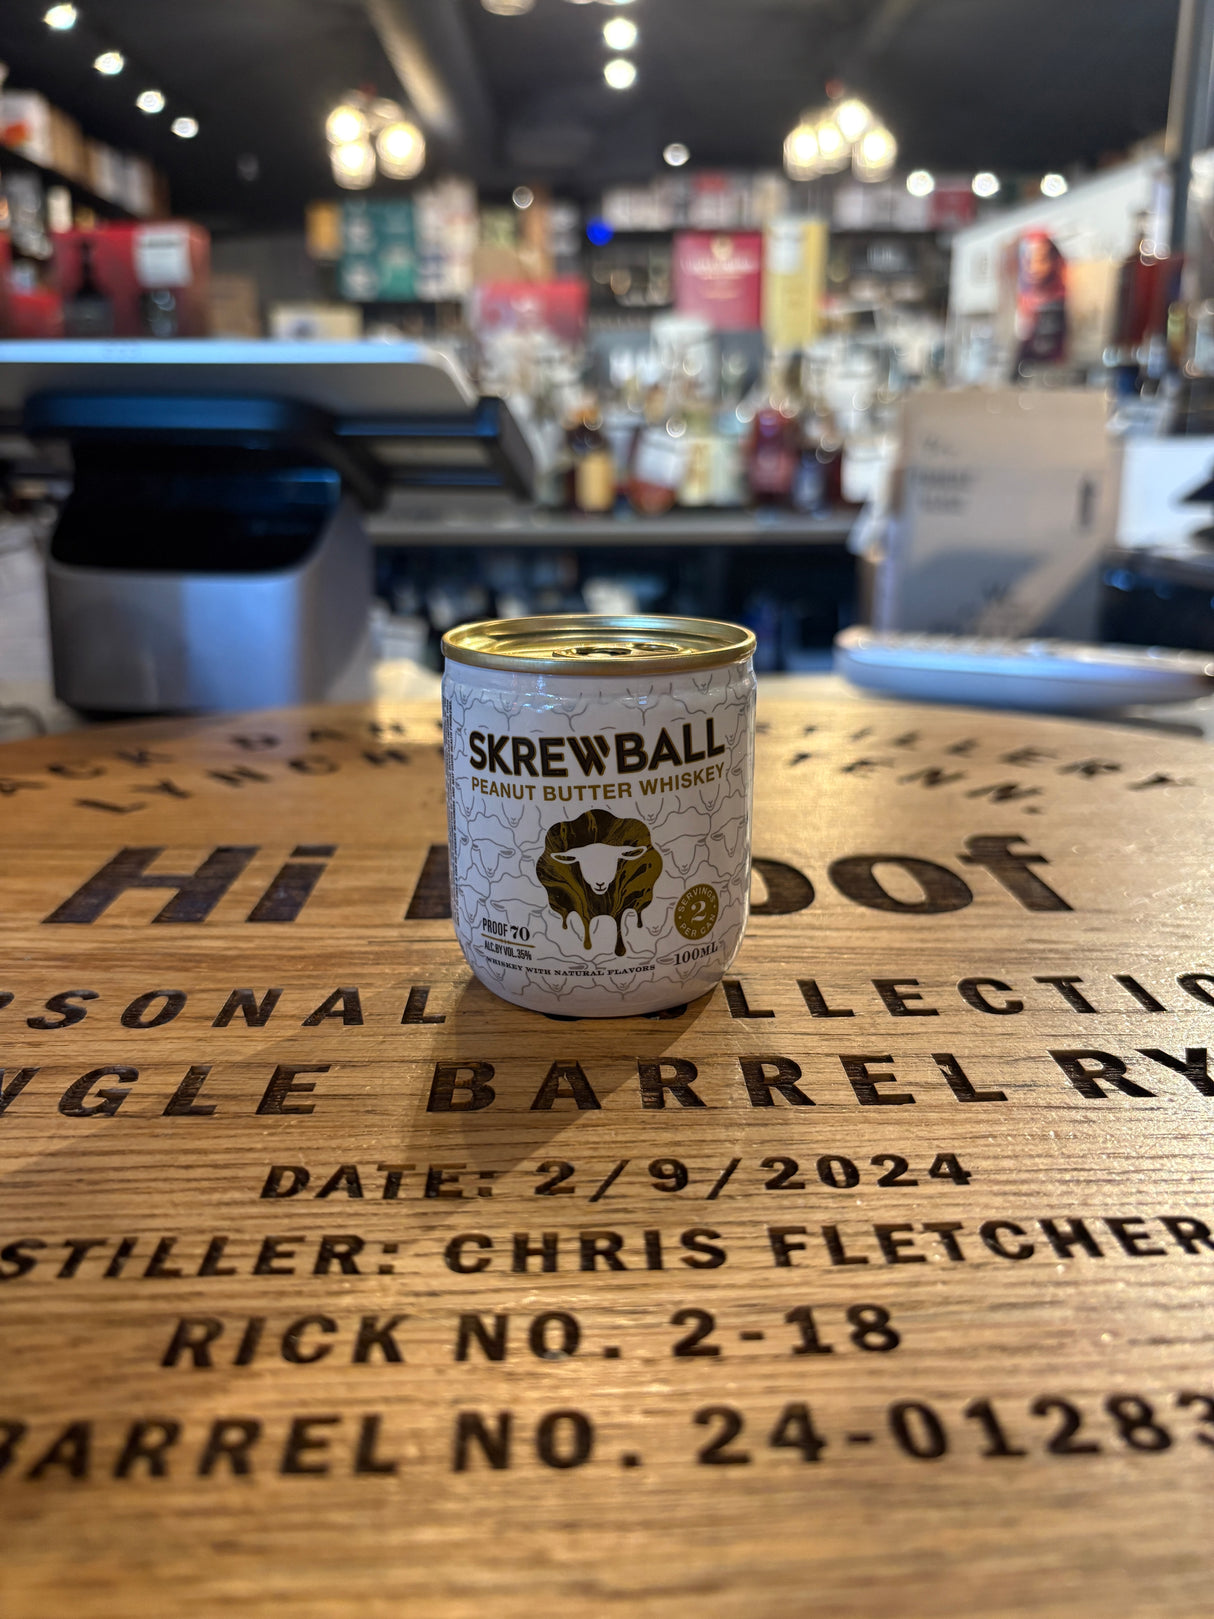 SKREWBALL
PEANUT BUTTER WHISKEY
SERVINGS
2
PER CAN
PROOF 70
ALC.BY VOL.35%
100ML
WHISKEY WITH NATURAL FLAVORS
LYNCH
TENN.
Hi
oof
SONAL
LLECTIO
NGLE BARREL RY
DATE: 2/9/2024
STILLER: CHRIS FLETCHER
RICK NO. 2-18
BARREL NO. 24-01283